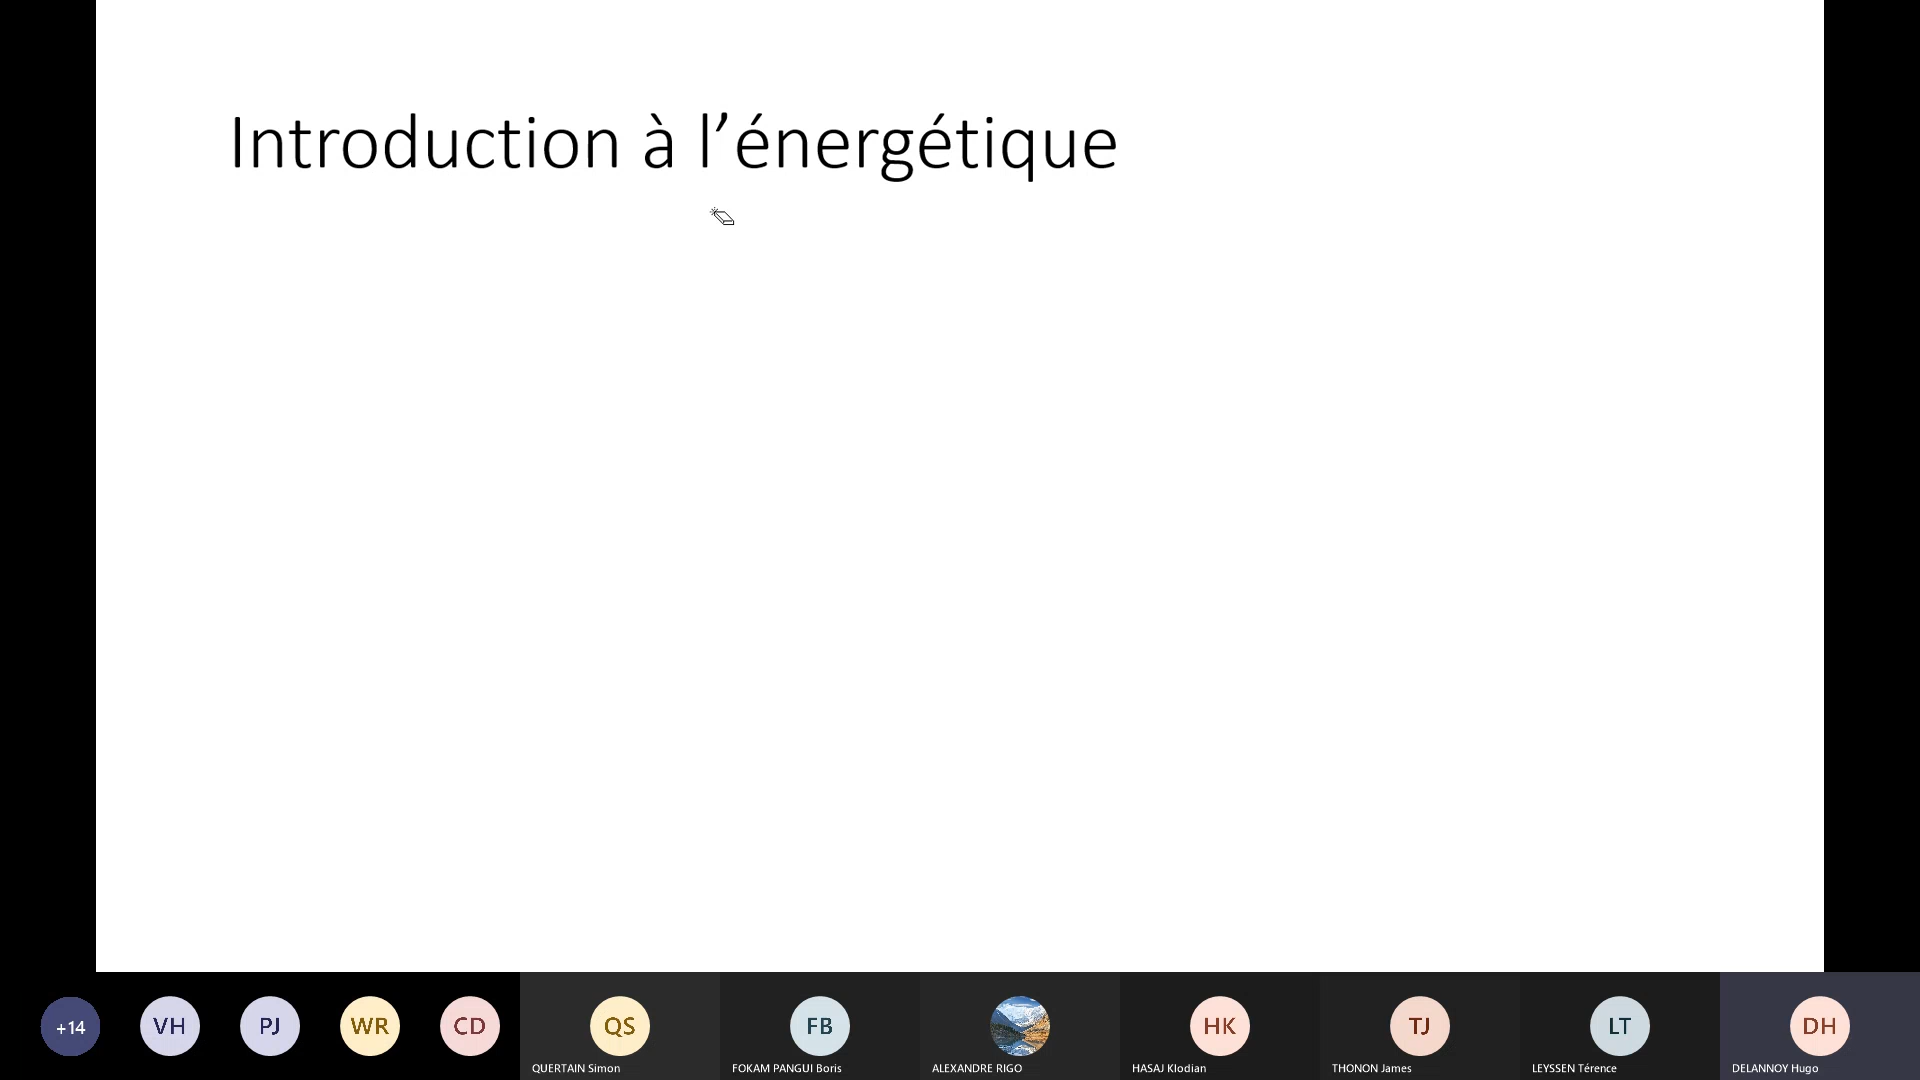 Introduction à l’énergétique
+14
VH
PJ
WR
CD
QS
FB
HK
TJ
LT
DH
QUERTAIN Simon
FOKAM PANGUI Boris
ALEXANDRE RIGO
HASAJ Klodian
THONON James
LEYSSEN Térence
DELANNOY Hugo